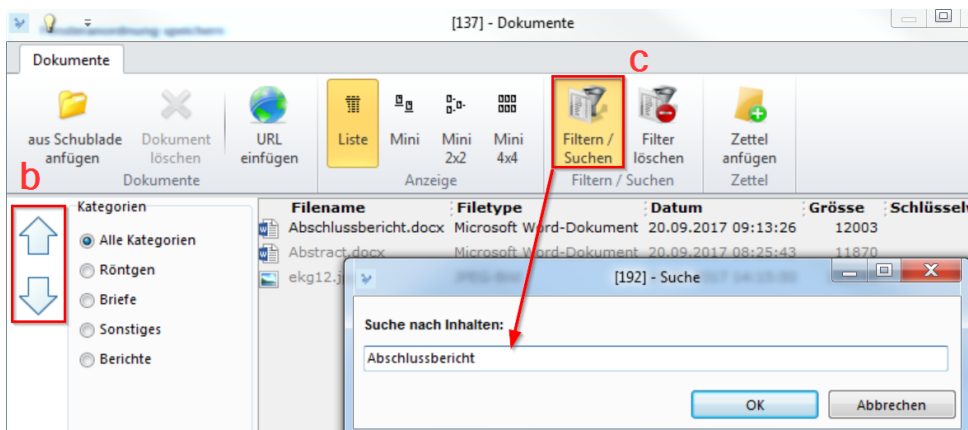 [137] - Dokumente
Dokumente
C
aus Schublade anfügen
Dokument löschen
URL einfügen
Liste
Mini
Mini 2x2
Mini 4x4
Filtern / Suchen
Filter löschen
Zettel anfügen
b
Dokumente
Anzeige
Filtern / Suchen
Zettel
Kategorien
Alle Kategorien
Röntgen
Briefe
Sonstiges
Berichte
Filename Filetype Datum Grösse
Abschlussbericht.docx Microsoft Word-Dokument 20.09.2017 09:13:26 12003
Abstract.docx Microsoft Word-Dokument 20.09.2017 08:25:43 11870
[192] - Suche
Suche nach Inhalten:
Abschlussbericht
OK
Abbrechen